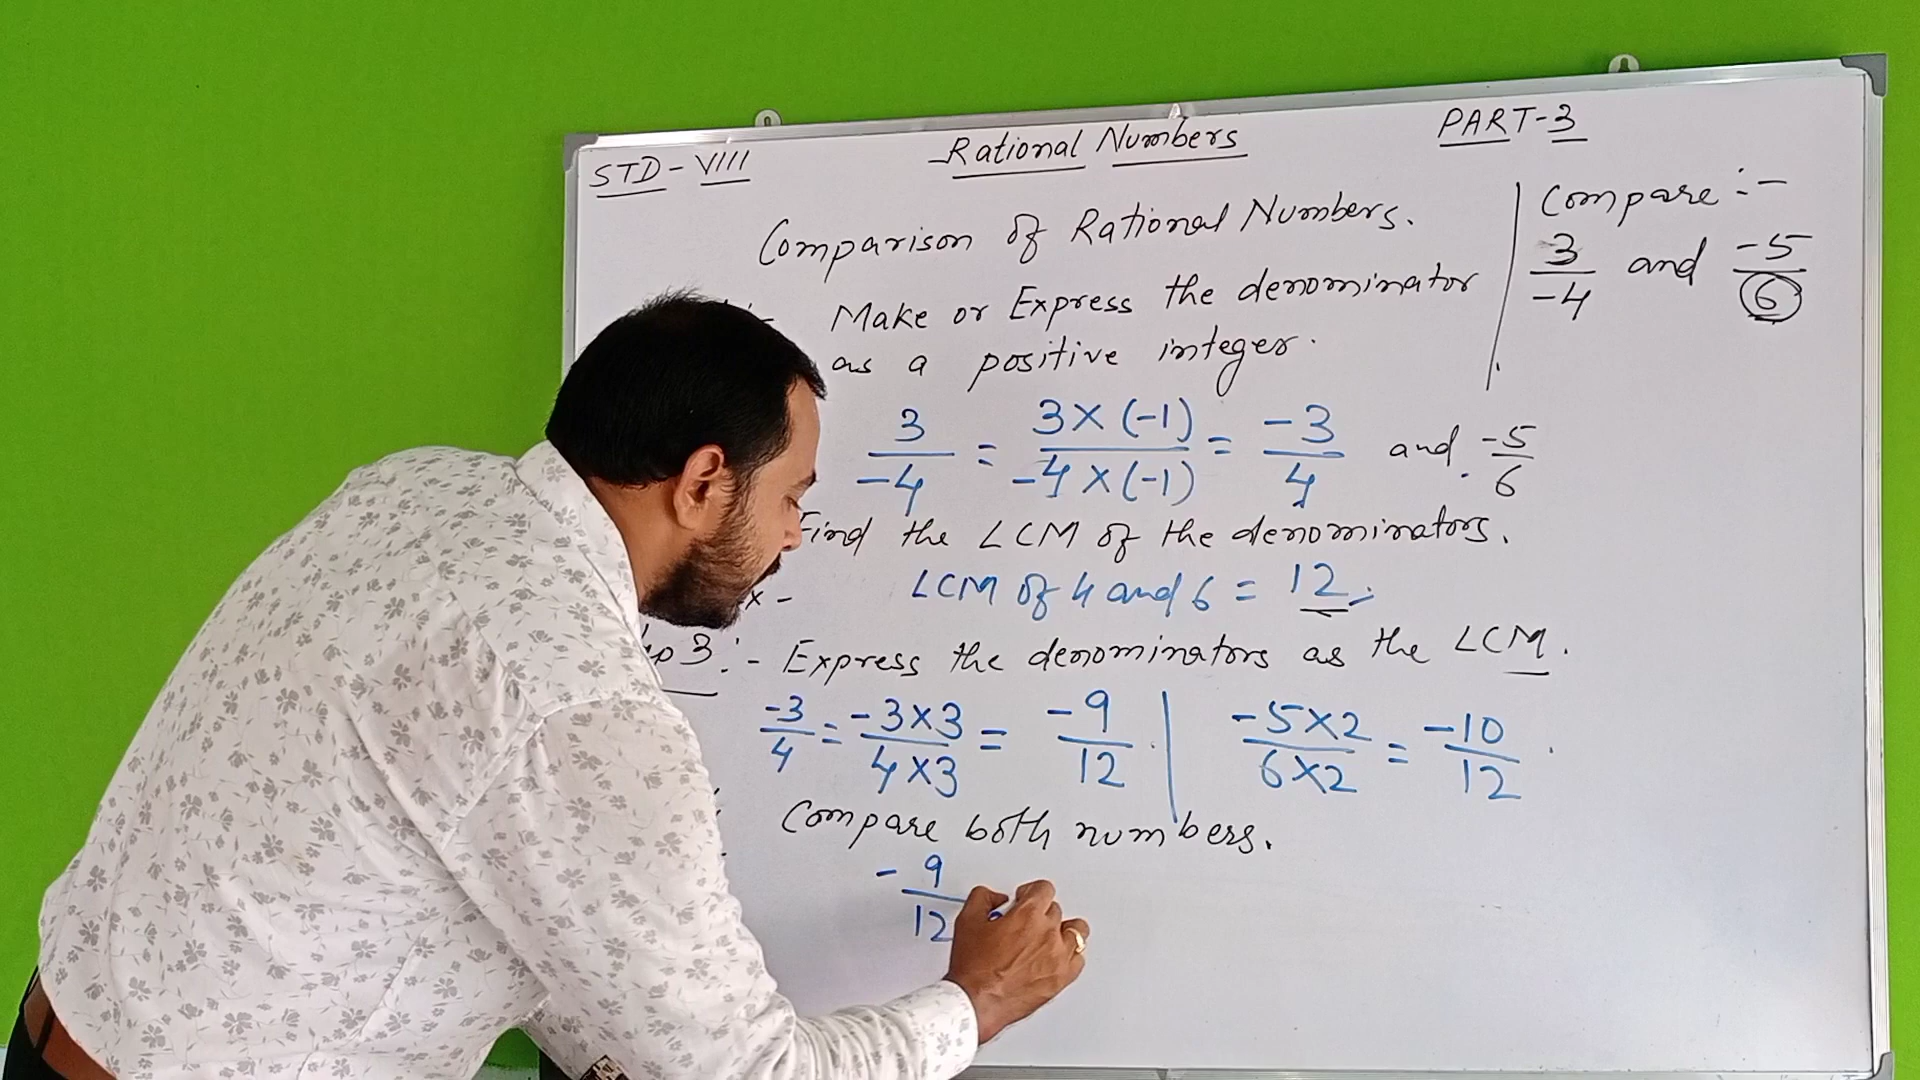 STD-VIII
Rational Numbers
PART-3
Comparison of Rational Numbers.
Make or Express the denominator
as a positive integer.
Compare :-
3/-4 and -5/6
3/-4 = 3×(-1)/-4×(-1) = -3/4 and -5/6
Find the LCM of the denominators.
LCM of 4 and 6 = 12
3:- Express the denominators as the LCM.
-3/4 = -3×3/4×3 = -9/12 | -5×2/6×2 = -10/12
Compare both numbers.
-9/12